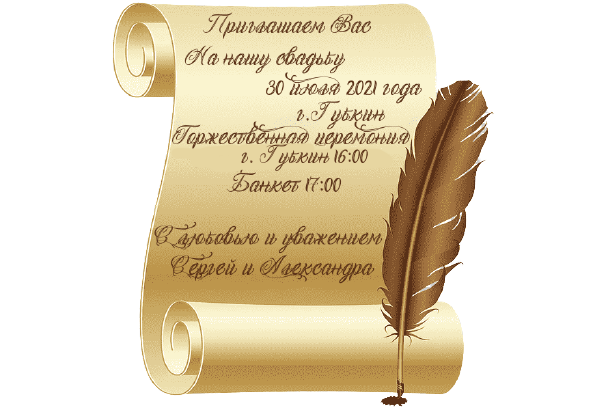 Приглашаем Вас
На нашу свадьбу
30 июля 2021 года
г.Губкин
Торжественная церемония
г. Губкин 16:00
Банкет 17:00
С любовью и уважением
Сергей и Александра